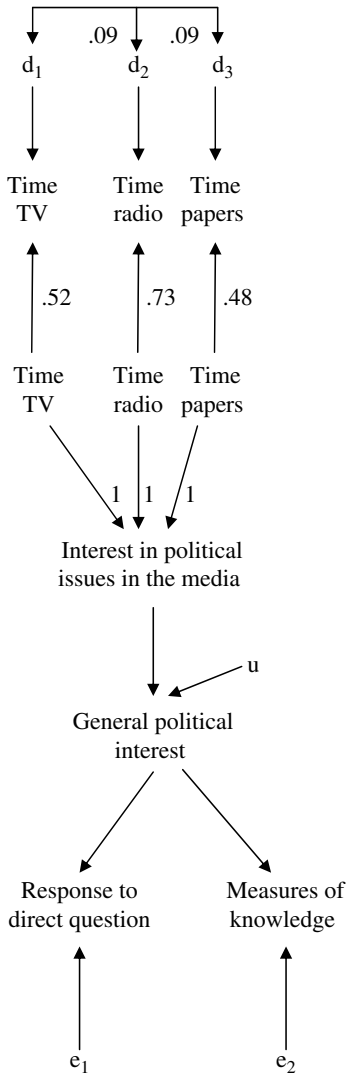 .09 .09
d₁ d₂ d₃
Time Time Time
TV radio papers
.52 .73 .48
Time Time Time
TV radio papers
1 1 1
Interest in political
issues in the media
u
General political
interest
Response to Measures of
direct question knowledge
e₁ e₂